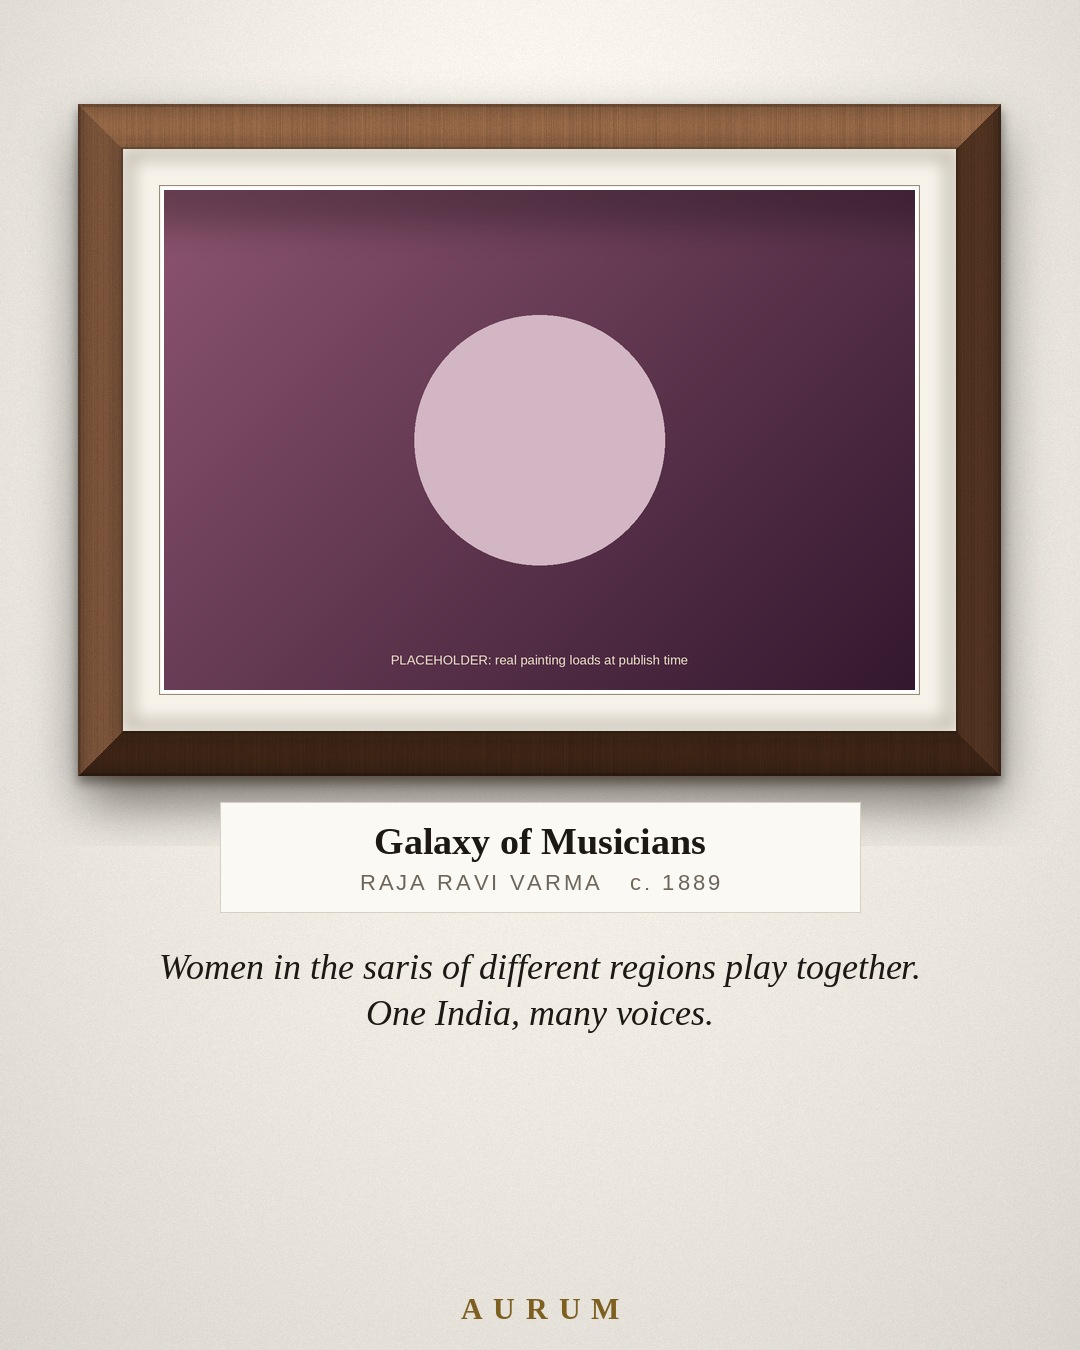 PLACEHOLDER: real painting loads at publish time
Galaxy of Musicians
RAJA RAVI VARMA c. 1889
Women in the saris of different regions play together.
One India, many voices.
AURUM